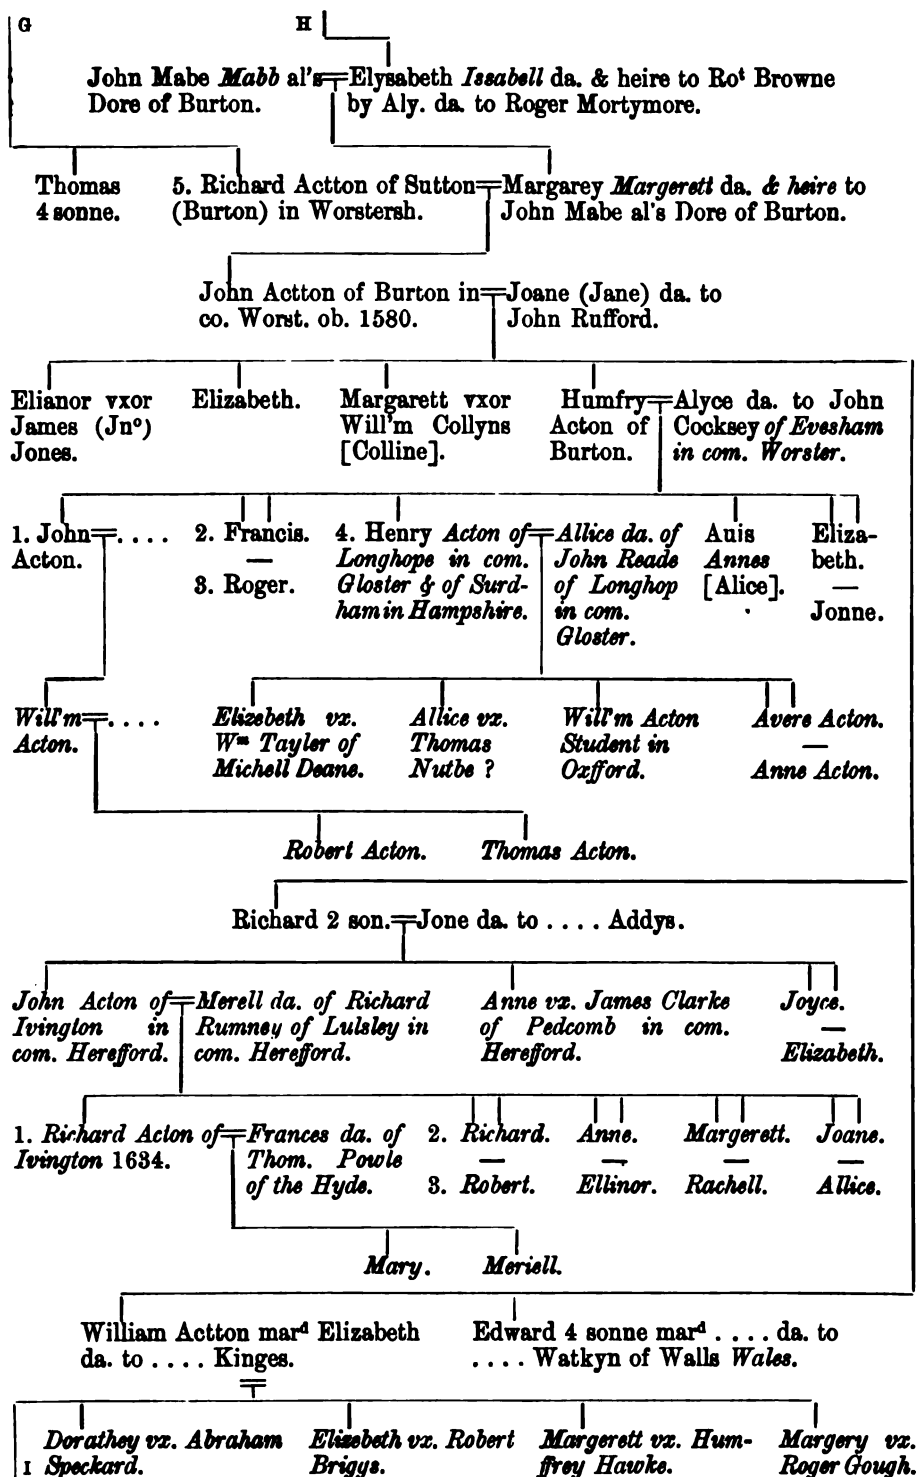 G
H
John Mabe Mabb al's Elysabeth Issabell da. & heire to Roᵗ Browne
Dore of Burton. by Aly. da. to Roger Mortymore.
Thomas
4 sonne.
5. Richard Actton of Sutton
(Burton) in Worstersh.
Margarey Margerett da. & heire to
John Mabe al's Dore of Burton.
John Actton of Burton in
co. Worst. ob. 1580.
Joane (Jane) da. to
John Rufford.
Elianor vxor
James (Jnº)
Jones.
Elizabeth.
Margarett vxor
Will'm Collyns
[Colline].
Humfry
Acton of
Burton.
Alyce da. to John
Cocksey of Evesham
in com. Worster.
1. John . . . .
Acton.
2. Francis.
—
3. Roger.
4. Henry Acton of
Longhope in com.
Gloster & of Surd-
ham in Hampshire.
Allice da. of
John Reade
of Longhop
in com.
Gloster.
Auis
Annes
[Alice].
Eliza-
beth.
—
Jonne.
Will'm . . . .
Acton.
Elizebeth vx.
Wᵐ Tayler of
Michell Deane.
Allice vx.
Thomas
Nutbe ?
Will'm Acton
Student in
Oxfford.
Avere Acton.
—
Anne Acton.
Robert Acton.
Thomas Acton.
Richard 2 son. Jone da. to . . . . Addys.
John Acton of
Ivington in
com. Herefford.
Merell da. of Richard
Rumney of Lulsley in
com. Herefford.
Anne vx. James Clarke
of Pedcomb in com.
Herefford.
Joyce.
—
Elizabeth.
1. Richard Acton of
Ivington 1634.
Frances da. of
Thom. Powle
of the Hyde.
2. Richard.
—
3. Robert.
Anne.
—
Ellinor.
Margerett.
—
Rachell.
Joane.
—
Allice.
Mary.
Meriell.
William Actton marᵈ Elizabeth
da. to . . . . Kinges.
Edward 4 sonne marᵈ . . . . da. to
. . . . Watkyn of Walls Wales.
I
Dorathey vx. Abraham
Speckard.
Elizebeth vx. Robert
Briggs.
Margerett vx. Hum-
ffrey Hawke.
Margery vx.
Roger Gough.